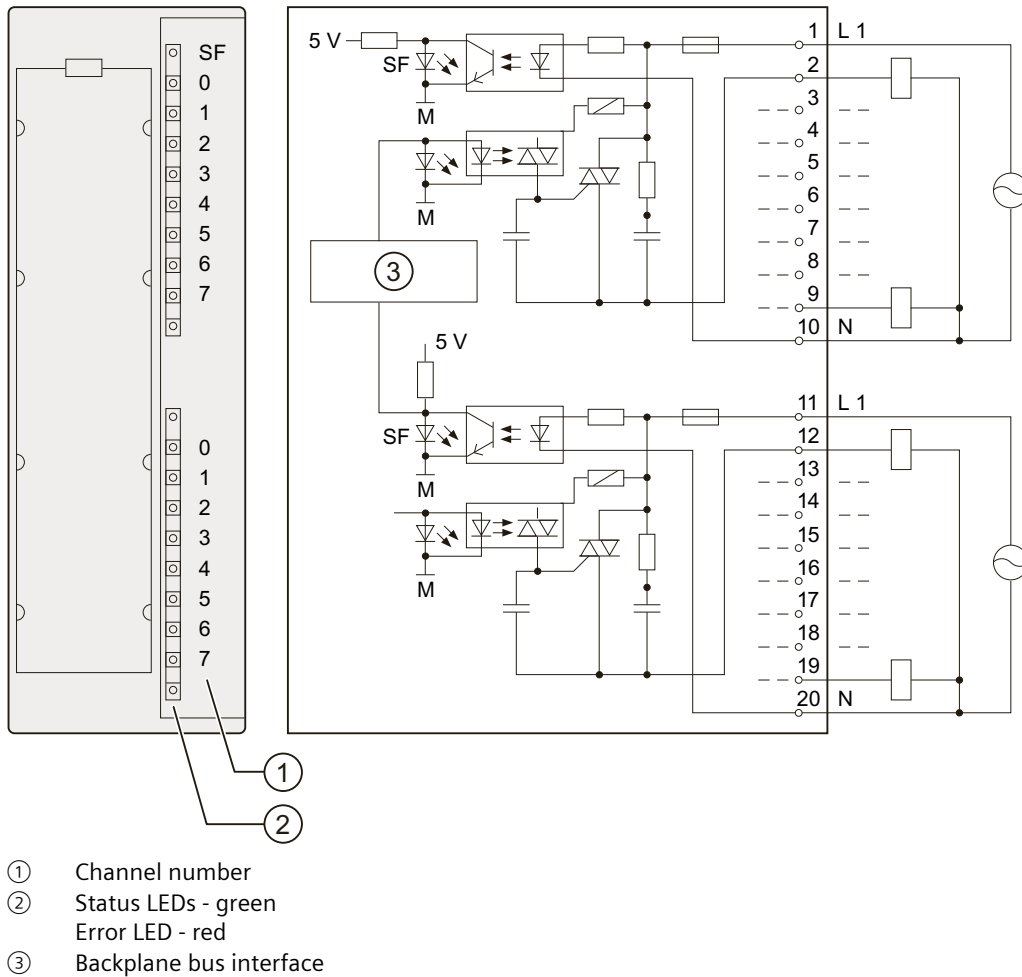 SF
0
1
2
3
4
5
6
7
0
1
2
3
4
5
6
7
1
2
5 V
SF
M
M
3
5 V
SF
M
M
1 L 1
2
3
4
5
6
7
8
9
10 N
11 L 1
12
13
14
15
16
17
18
19
20 N
① Channel number
② Status LEDs - green
Error LED - red
③ Backplane bus interface